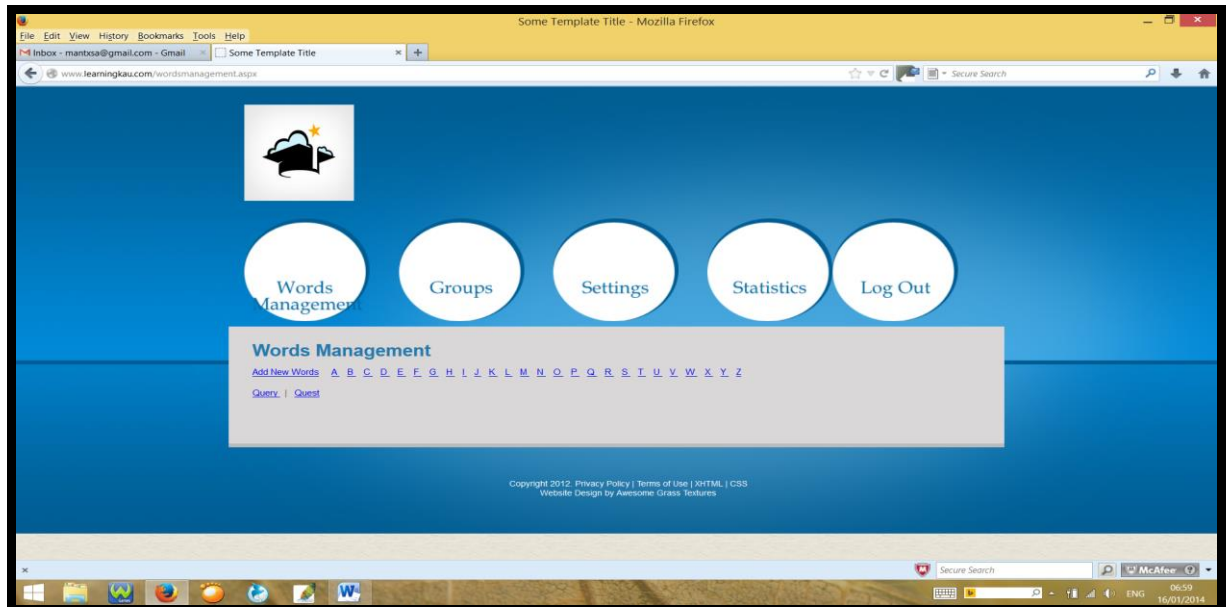 Some Template Title - Mozilla Firefox
File Edit View History Bookmarks Tools Help
Inbox - mantxsa@gmail.com - Gmail × Some Template Title × +
www.learningkau.com/wordsmanagement.aspx Secure Search
Words Management
Groups
Settings
Statistics
Log Out
Words Management
Add New Words A B C D E F G H I J K L M N O P Q R S T U V W X Y Z
Query | Quest
Copyright 2012. Privacy Policy | Terms of Use | XHTML | CSS
Website Design by Awesome Grass Textures
× Secure Search McAfee
ENG 06:59
16/01/2014